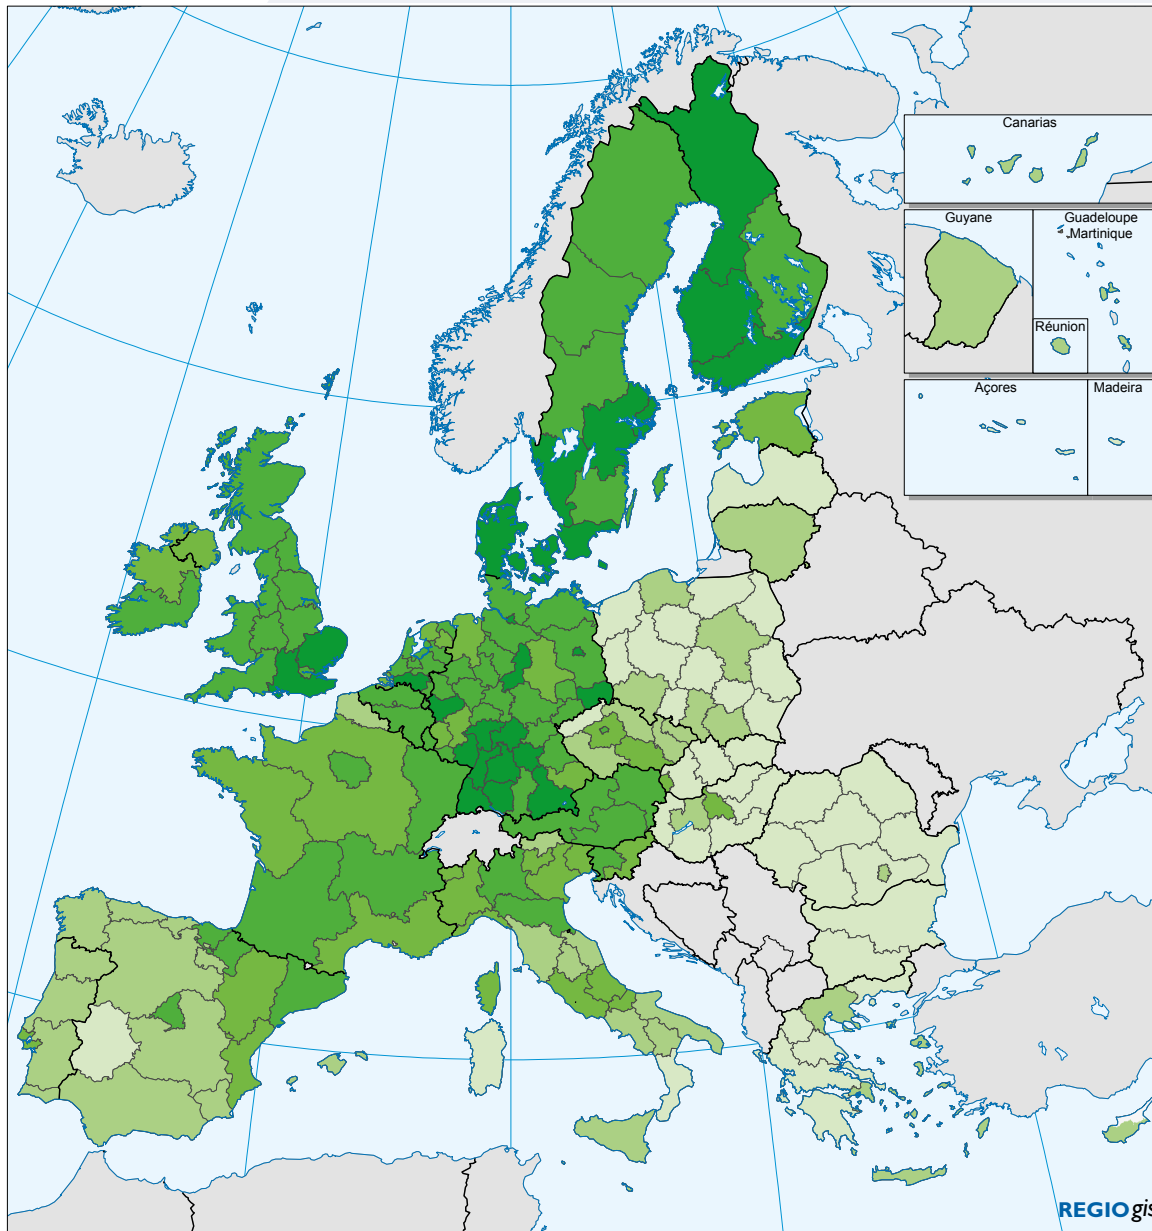 Canarias
Guyane
Guadeloupe
Martinique
Réunion
Açores
Madeira
REGIOgis